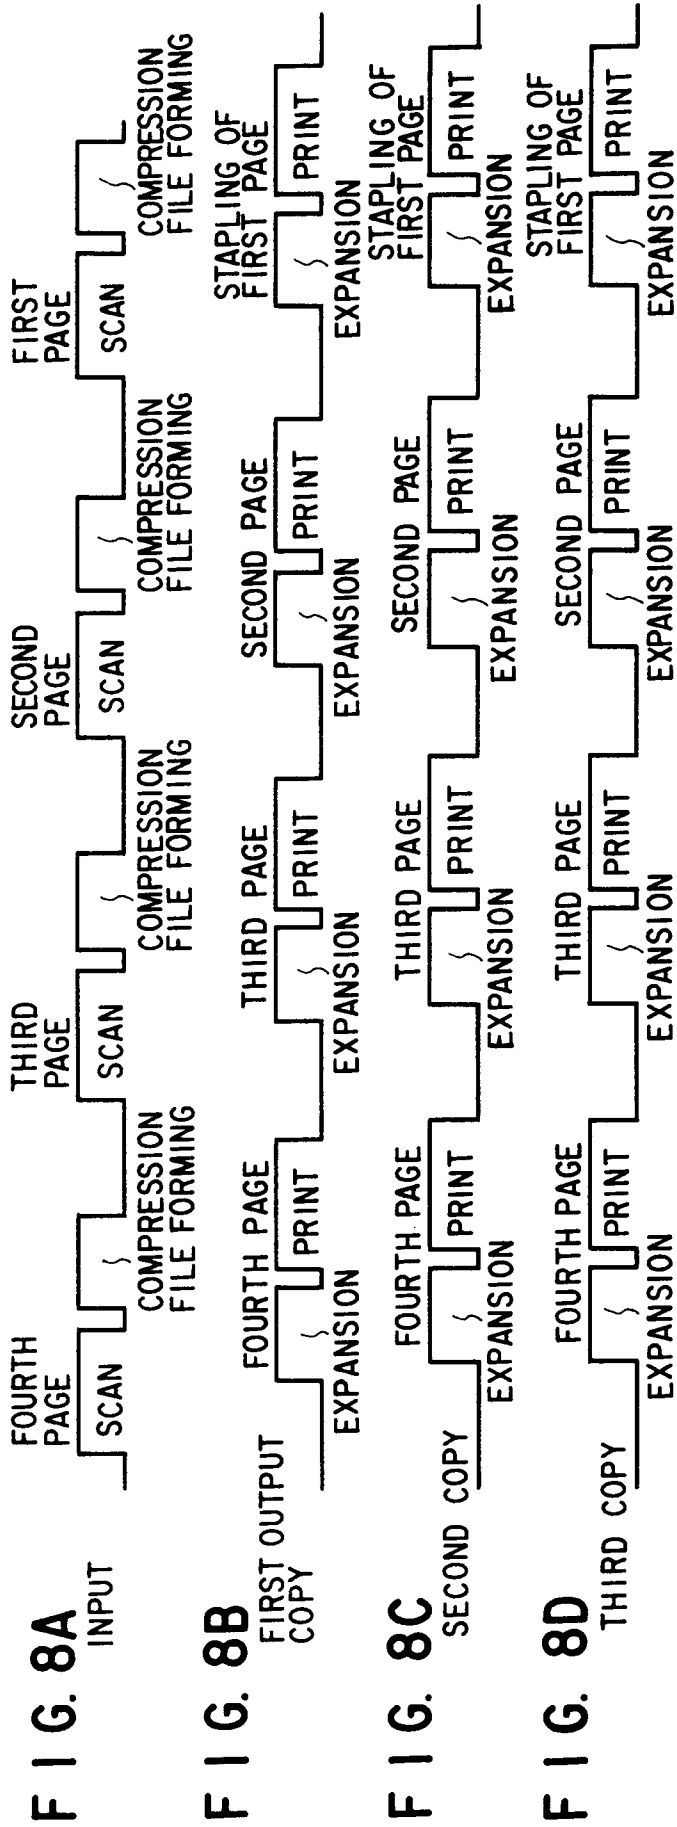 FIG. 8A
INPUT
FOURTH
PAGE
SCAN
COMPRESSION
FILE FORMING
THIRD
PAGE
SCAN
COMPRESSION
FILE FORMING
SECOND
PAGE
SCAN
COMPRESSION
FILE FORMING
FIRST
PAGE
SCAN
COMPRESSION
FILE FORMING
FIG. 8B
FIRST OUTPUT
COPY
FOURTH PAGE
EXPANSION
PRINT
THIRD PAGE
EXPANSION
PRINT
SECOND PAGE
EXPANSION
PRINT
STAPLING OF
FIRST PAGE
EXPANSION
PRINT
FIG. 8C
SECOND COPY
FOURTH PAGE
EXPANSION
PRINT
THIRD PAGE
EXPANSION
PRINT
SECOND PAGE
EXPANSION
PRINT
STAPLING OF
FIRST PAGE
EXPANSION
PRINT
FIG. 8D
THIRD COPY
FOURTH PAGE
EXPANSION
PRINT
THIRD PAGE
EXPANSION
PRINT
SECOND PAGE
EXPANSION
PRINT
STAPLING OF
FIRST PAGE
EXPANSION
PRINT